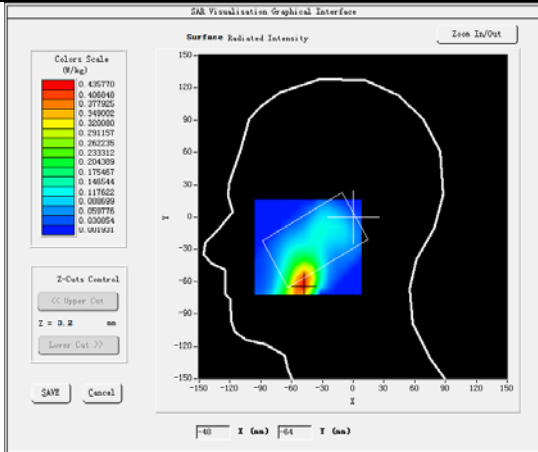 SAR Visualisation Graphical Interface
Surface Radiated Intensity
Zoom In/Out
Colors Scale
(W/kg)
0.435770
0.406848
0.377925
0.349002
0.320080
0.291157
0.262235
0.233312
0.204389
0.175467
0.146544
0.117622
0.088699
0.059776
0.030854
0.001931
150
120
90
60
30
0
-30
-60
-90
-120
-150
Y
-150 -120 -90 -60 -30 0 30 60 90 120 150
X
Z-Cuts Control
<< Upper Cut
Z = 3.2 mm
Lower Cut >>
SAVE Cancel
-48 X (mm) -64 Y (mm)